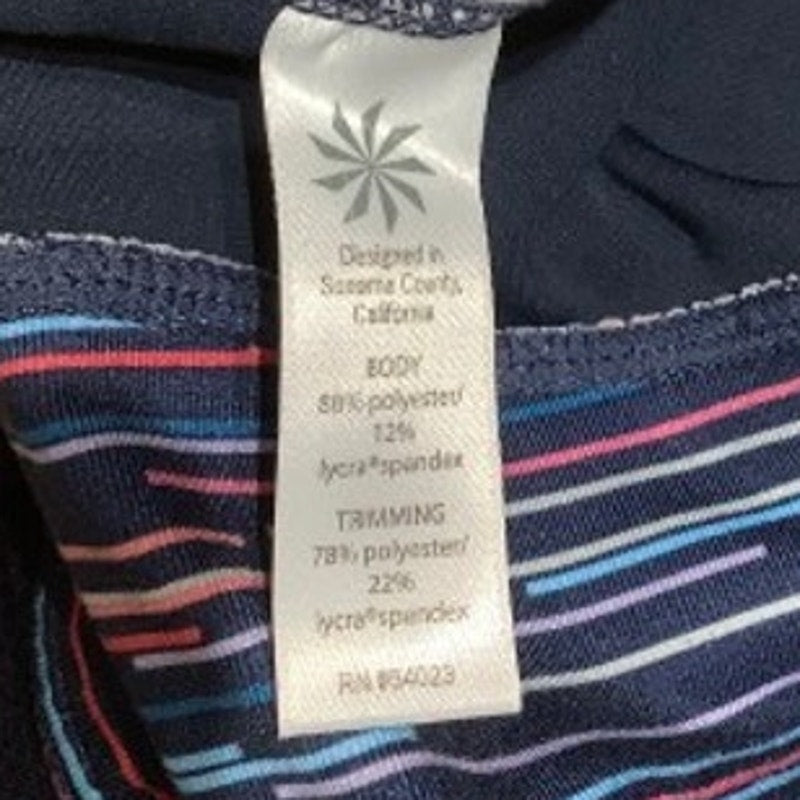 Designed in
Sonoma County,
California
BODY
88% polyester/
12%
lycra®spandex
TRIMMING
78% polyester/
22%
lycra®spandex
RN #54023